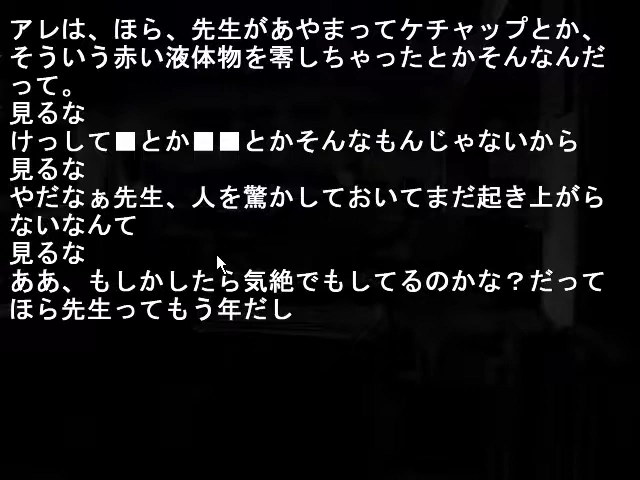 アレは、ほら、先生があやまってケチャップとか、
そういう赤い液体物を零しちゃったとかそんなんだ
って。
見るな
けっして■とか■■とかそんなもんじゃないから
見るな
やだなぁ先生、人を驚かしておいてまだ起き上がら
ないなんて
見るな
ああ、もしかしたら気絶でもしてるのかな？だって
ほら先生ってもう年だし